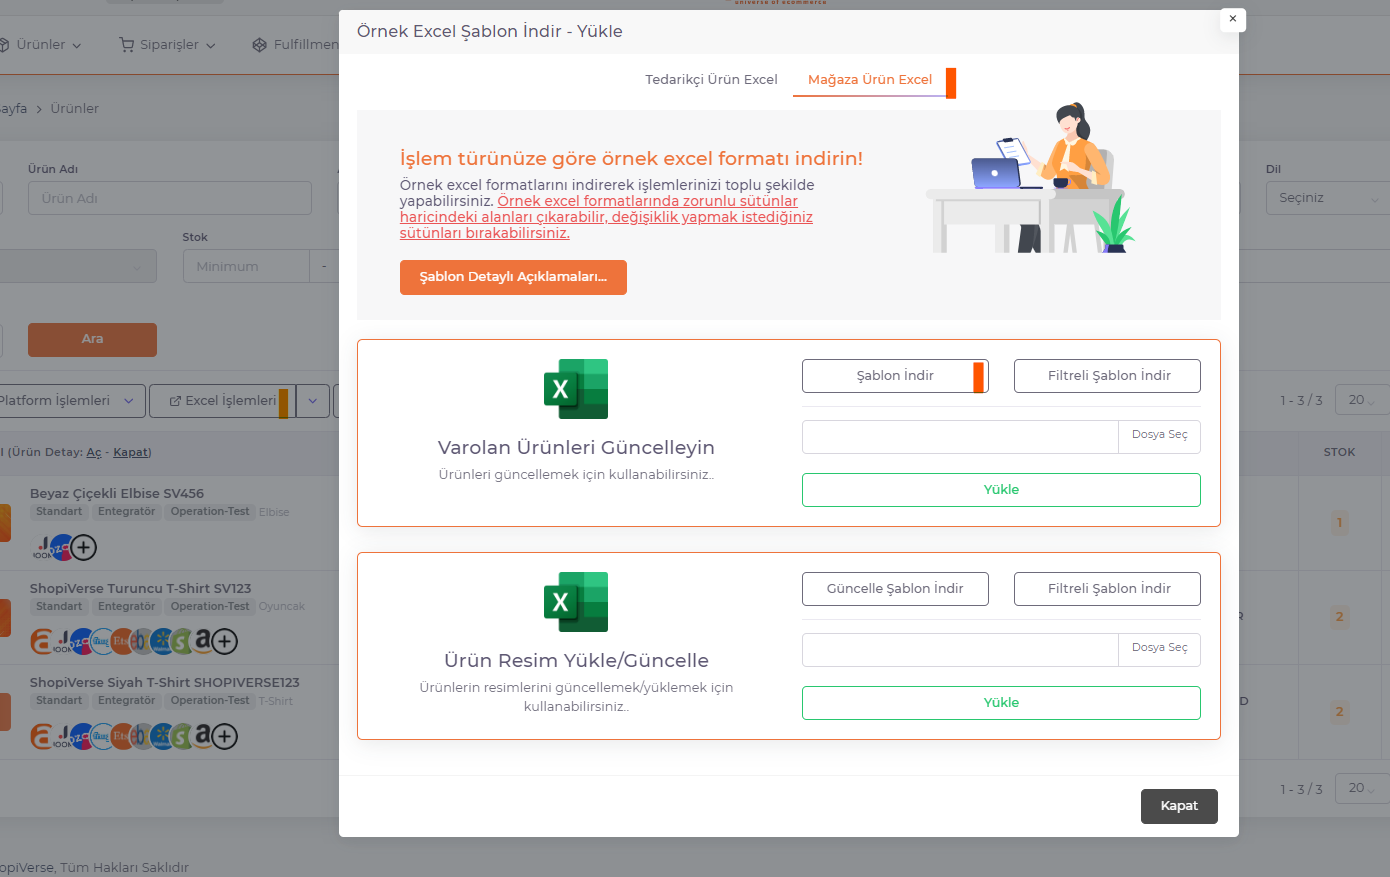 universe of ecommerce
Örnek Excel Şablon İndir - Yükle
×
Ürünler
Siparişler
Fulfillmen
Tedarikçi Ürün Excel
Mağaza Ürün Excel
ayfa > Ürünler
İşlem türünüze göre örnek excel formatı indirin!
Örnek excel formatlarını indirerek işlemlerinizi toplu şekilde
yapabilirsiniz. Örnek excel formatlarında zorunlu sütünlar
haricindeki alanları çıkarabilir, değişiklik yapmak istediğiniz
sütunları bırakabilirsiniz.
Şablon Detaylı Açıklamaları...
Ürün Adı
Ürün Adı
Dil
Seçiniz
Stok
Minimum
-
Ara
Platform İşlemleri
Excel İşlemleri
1 - 3 / 3
20
Şablon İndir
Filtreli Şablon İndir
Dosya Seç
Yükle
Varolan Ürünleri Güncelleyin
Ürünleri güncellemek için kullanabilirsiniz..
l (Ürün Detay: Aç - Kapat)
STOK
Beyaz Çiçekli Elbise SV456
Standart Entegratör Operation-Test Elbise
1
ShopiVerse Turuncu T-Shirt SV123
Standart Entegratör Operation-Test Oyuncak
R
2
ShopiVerse Siyah T-Shirt SHOPIVERSE123
Standart Entegratör Operation-Test T-Shirt
D
2
Güncelle Şablon İndir
Filtreli Şablon İndir
Dosya Seç
Yükle
Ürün Resim Yükle/Güncelle
Ürünlerin resimlerini güncellemek/yüklemek için
kullanabilirsiniz..
1 - 3 / 3
20
Kapat
opiVerse, Tüm Hakları Saklıdır